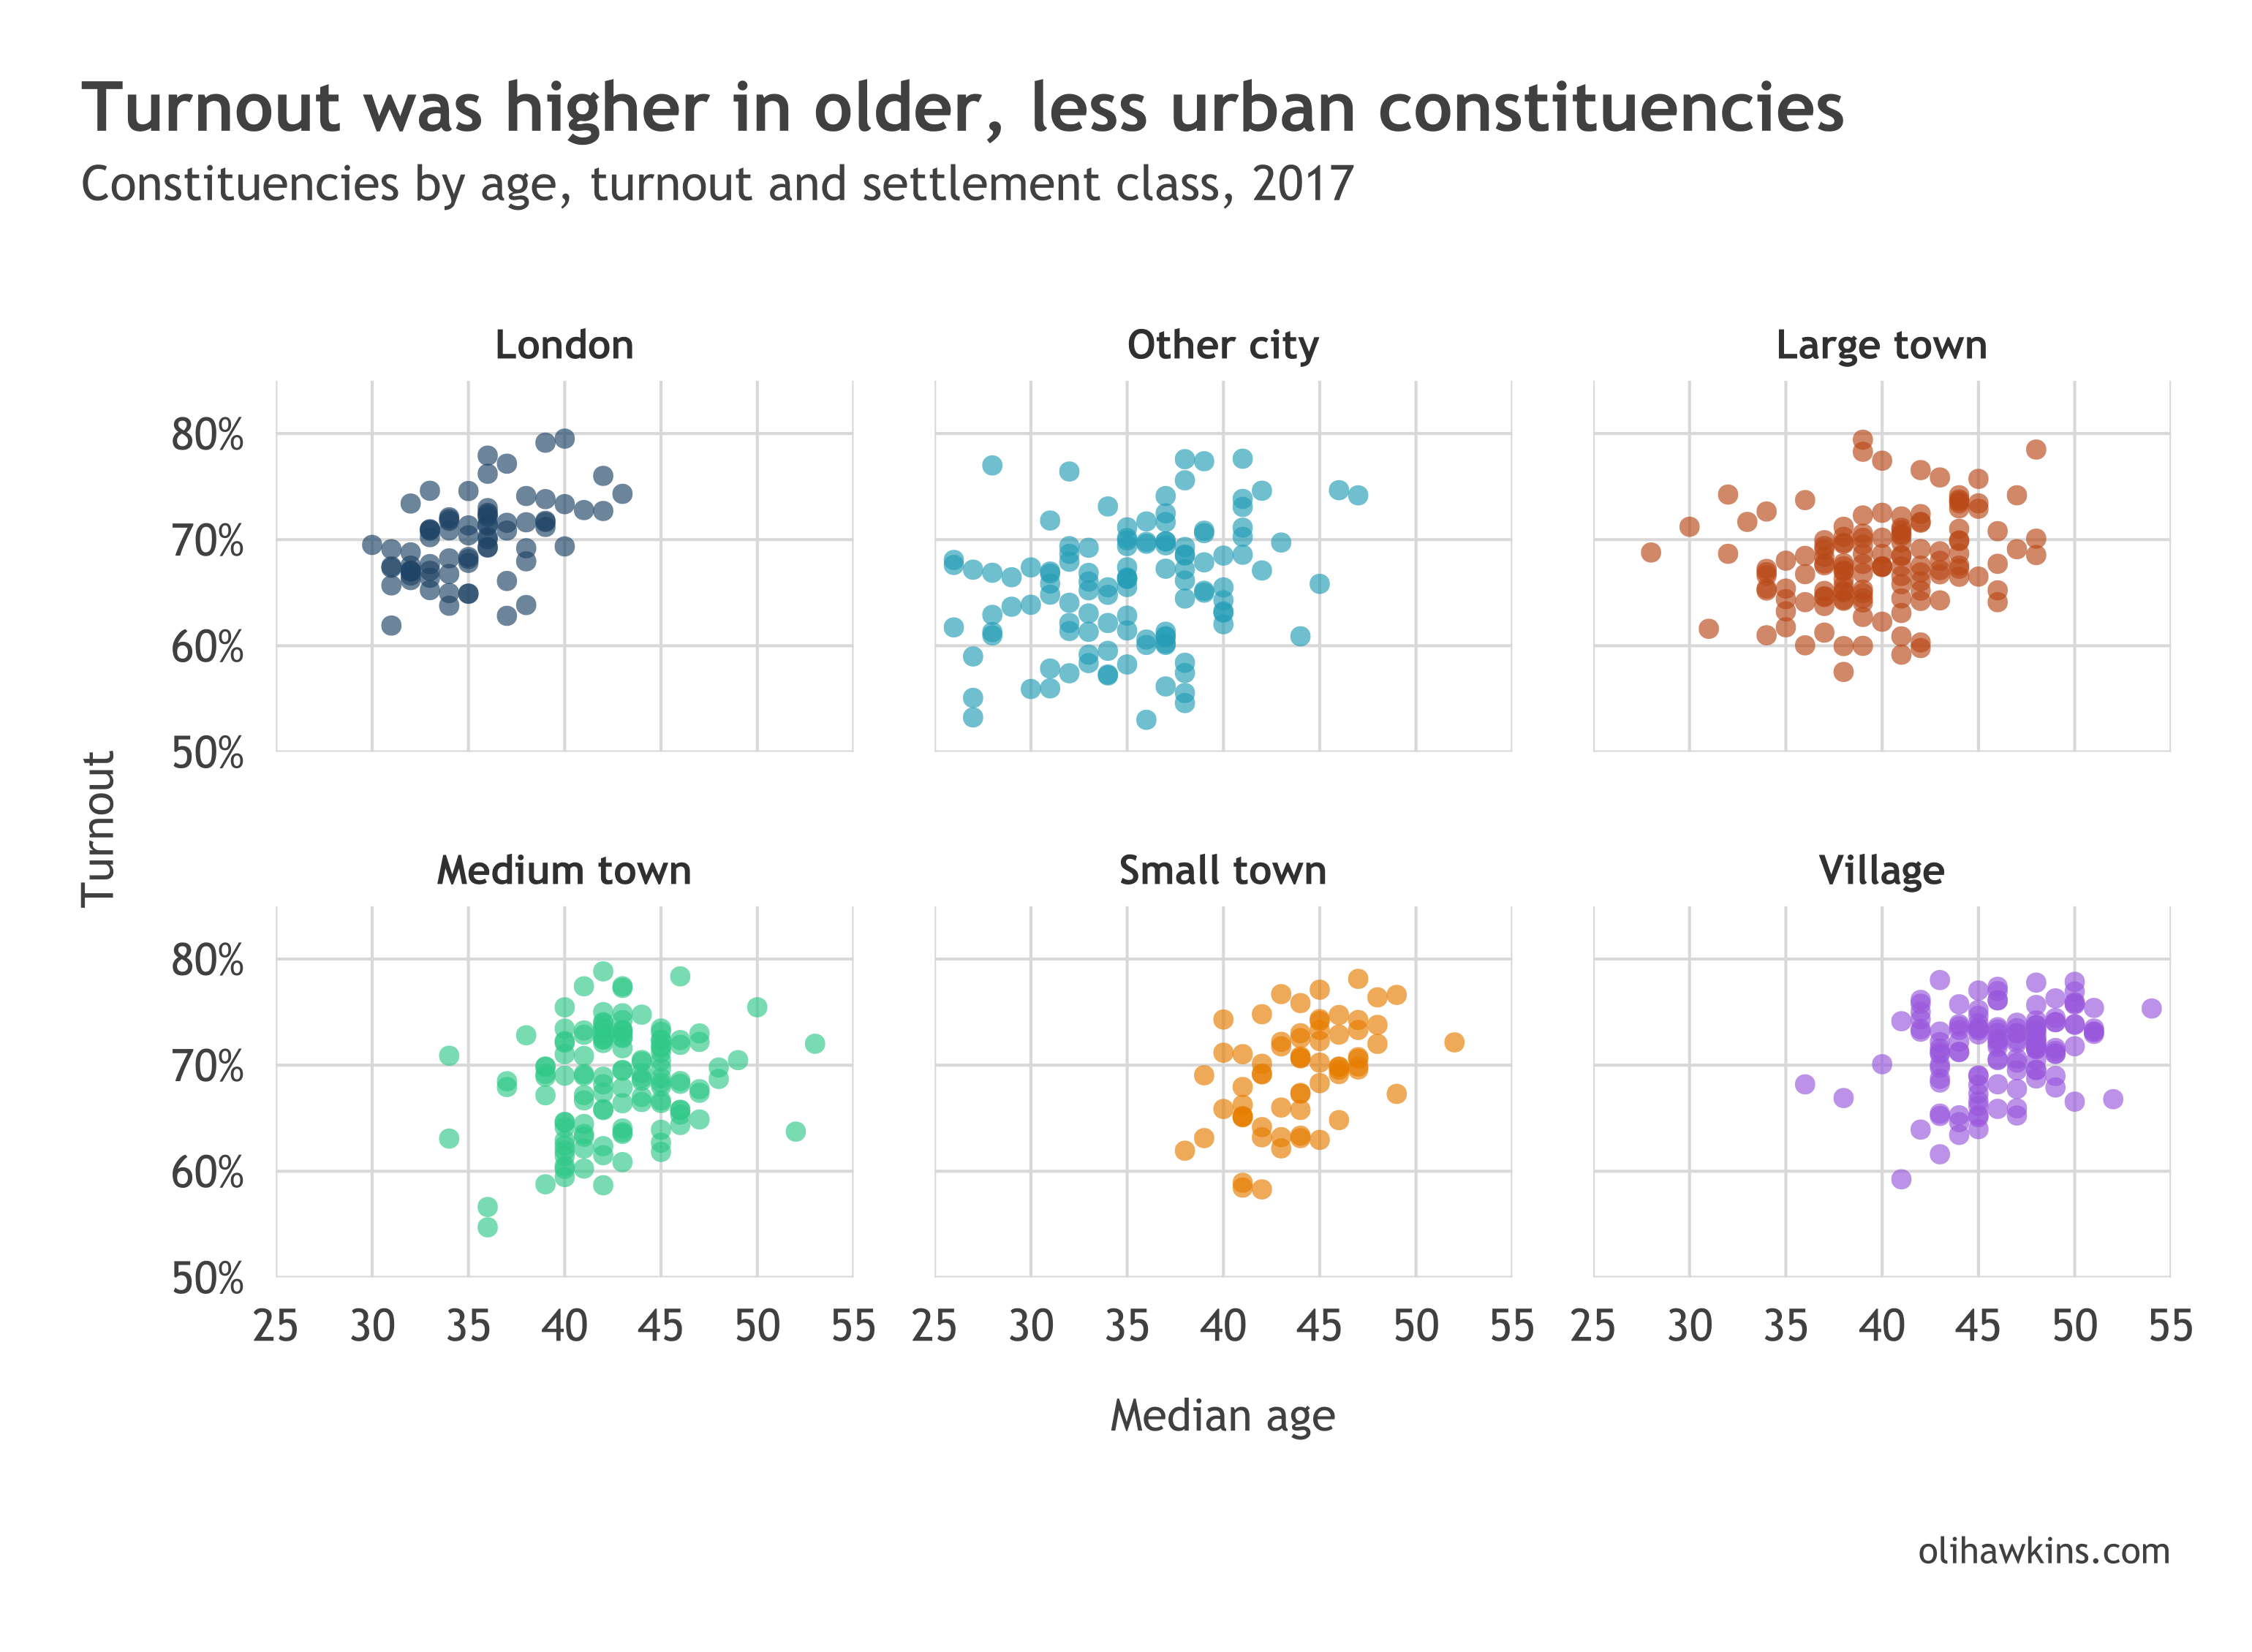 Turnout was higher in older, less urban constituencies
Constituencies by age, turnout and settlement class, 2017
London
Other city
Large town
80%
70%
60%
50%
Turnout
Medium town
Small town
Village
80%
70%
60%
50%
25 30 35 40 45 50 55 25 30 35 40 45 50 55 25 30 35 40 45 50 55
Median age
olihawkins.com